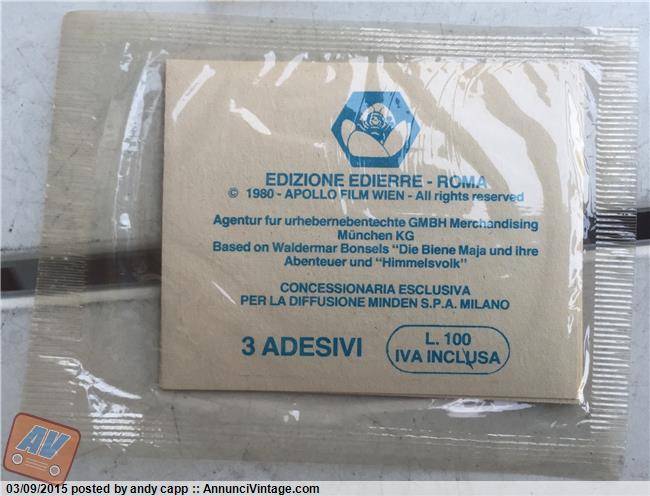 EDIZIONE EDIERRE - ROMA
© 1980 - APOLLO FILM WIEN - All rights reserved
Agentur fur urhebernebentechte GMBH Merchandising
München KG
Based on Waldermar Bonsels "Die Biene Maja und ihre
Abenteuer und "Himmelsvolk"
CONCESSIONARIA ESCLUSIVA
PER LA DIFFUSIONE MINDEN S.P.A. MILANO
3 ADESIVI
L. 100
IVA INCLUSA
AV
03/09/2015 posted by andy capp :: AnnunciVintage.com